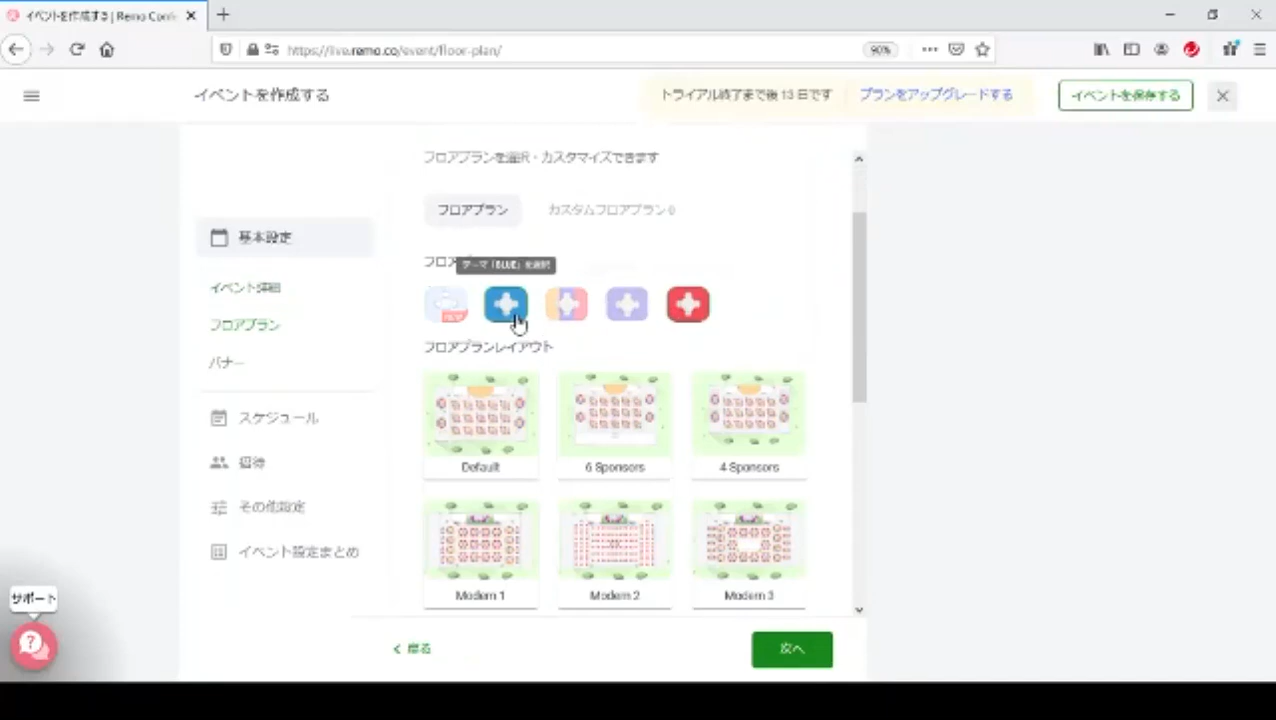 イベントを作成する | Remo Conf
https://live.remo.co/event/floor-plan/
90%
イベントを作成する
トライアル終了まで後 13 日です
プランをアップグレードする
イベントを保存する
フロアプランを選択・カスタマイズできます
フロアプラン
カスタムフロアプラン 0
基本設定
フロア
テーマ「BLUE」を選択
イベント詳細
フロアプラン
フロアプランレイアウト
バナー
スケジュール
招待
その他設定
イベント設定まとめ
Default
6 Sponsors
4 Sponsors
Modern 1
Modern 2
Modern 3
サポート
戻る
次へ